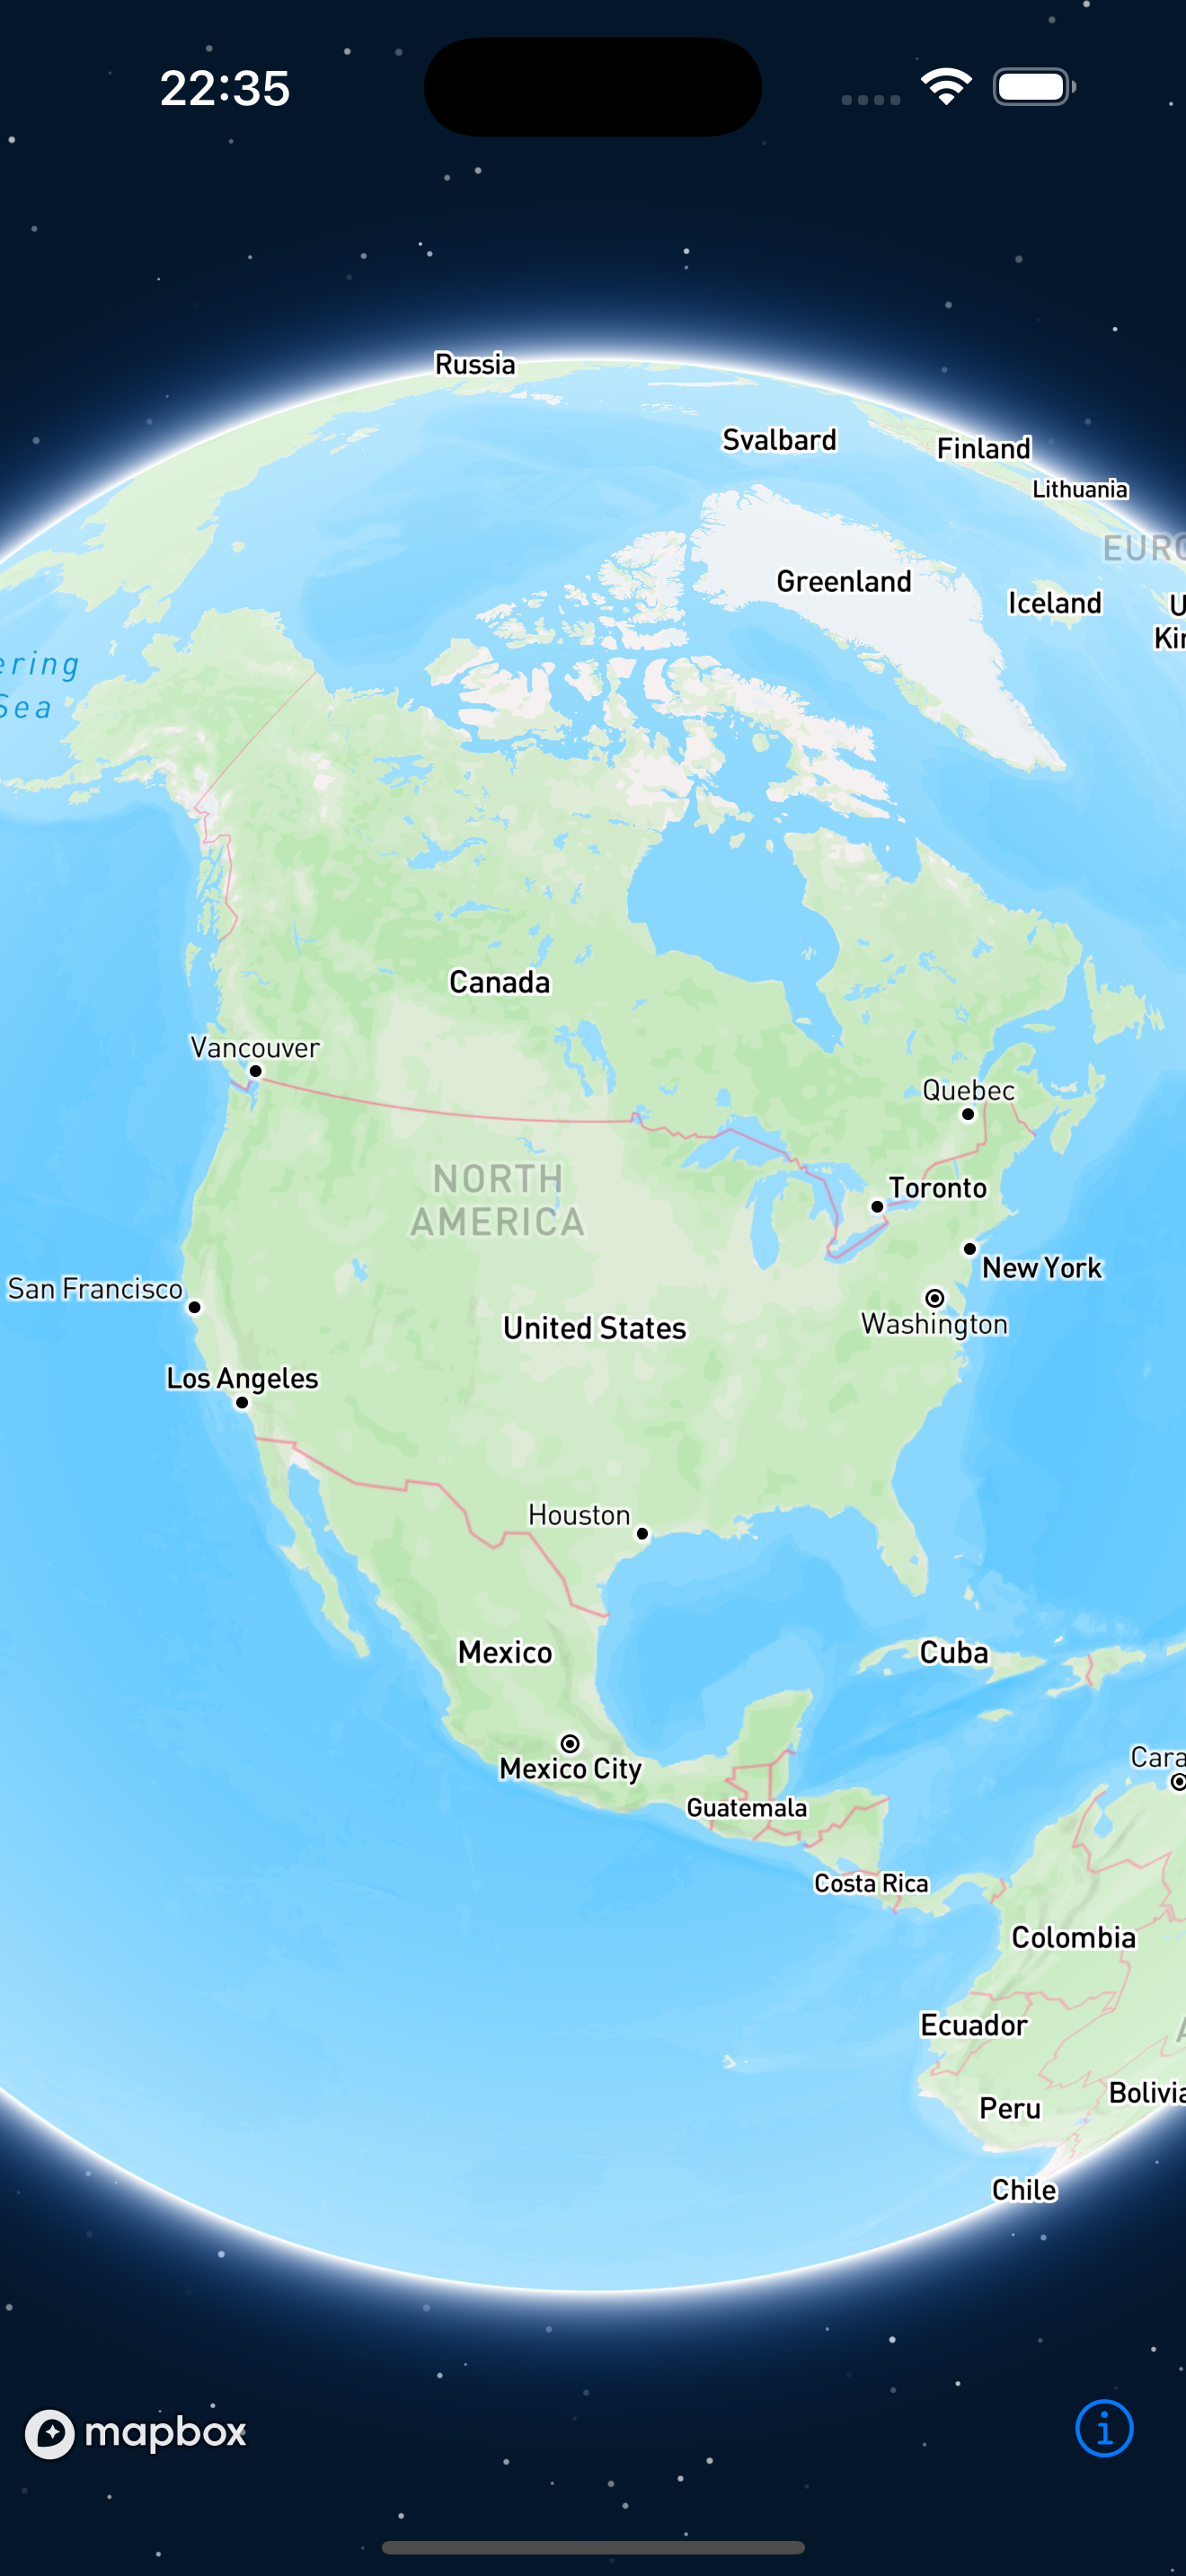 22:35
Russia
Svalbard
Finland
Lithuania
EURO
Greenland
Iceland
U
Kin
ering
Sea
Canada
Vancouver
Quebec
NORTH
AMERICA
Toronto
New York
San Francisco
Washington
United States
Los Angeles
Houston
Mexico
Cuba
Mexico City
Cara
Guatemala
Costa Rica
Colombia
Ecuador
A
Bolivia
Peru
Chile
mapbox